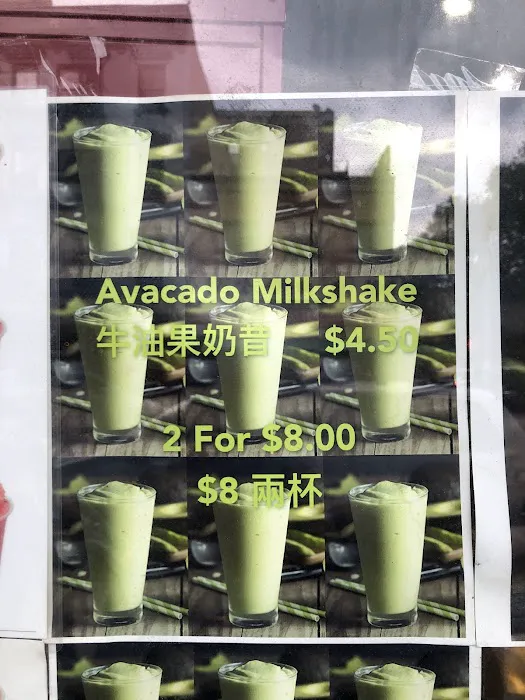 Avacado Milkshake
牛油果奶昔 $4.50
2 For $8.00
$8 兩杯